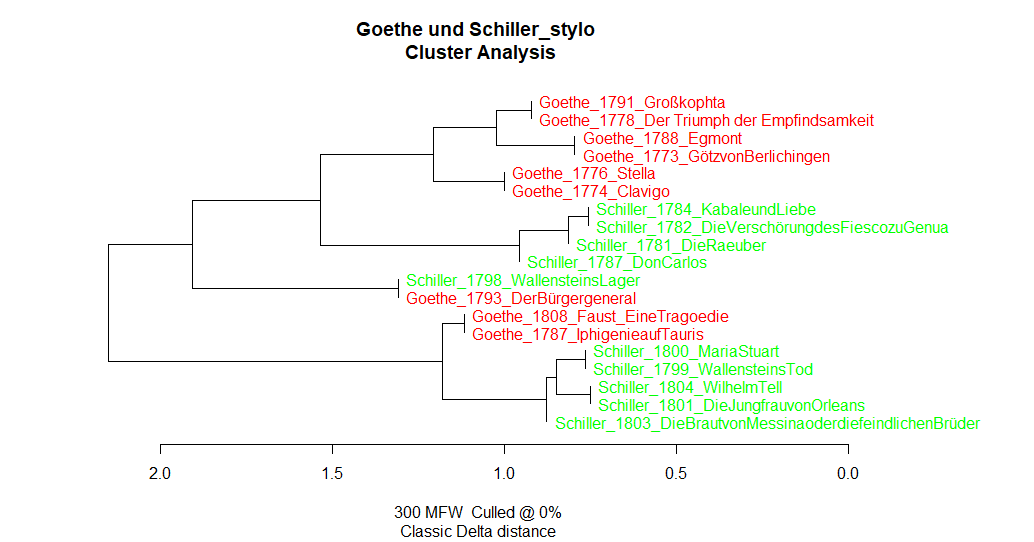 Goethe und Schiller_stylo
Cluster Analysis
Goethe_1791_Großkophta
Goethe_1778_Der Triumph der Empfindsamkeit
Goethe_1788_Egmont
Goethe_1773_GötzvonBerlichingen
Goethe_1776_Stella
Goethe_1774_Clavigo
Schiller_1784_KabaleundLiebe
Schiller_1782_DieVerschörungdesFiescozuGenua
Schiller_1781_DieRaeuber
Schiller_1787_DonCarlos
Schiller_1798_WallensteinsLager
Goethe_1793_DerBürgergeneral
Goethe_1808_Faust_EineTragoedie
Goethe_1787_IphigenieaufTauris
Schiller_1800_MariaStuart
Schiller_1799_WallensteinsTod
Schiller_1804_WilhelmTell
Schiller_1801_DieJungfrauvonOrleans
Schiller_1803_DieBrautvonMessinaoderdiefeindlichenBrüder
2.0 1.5 1.0 0.5 0.0
300 MFW Culled @ 0%
Classic Delta distance